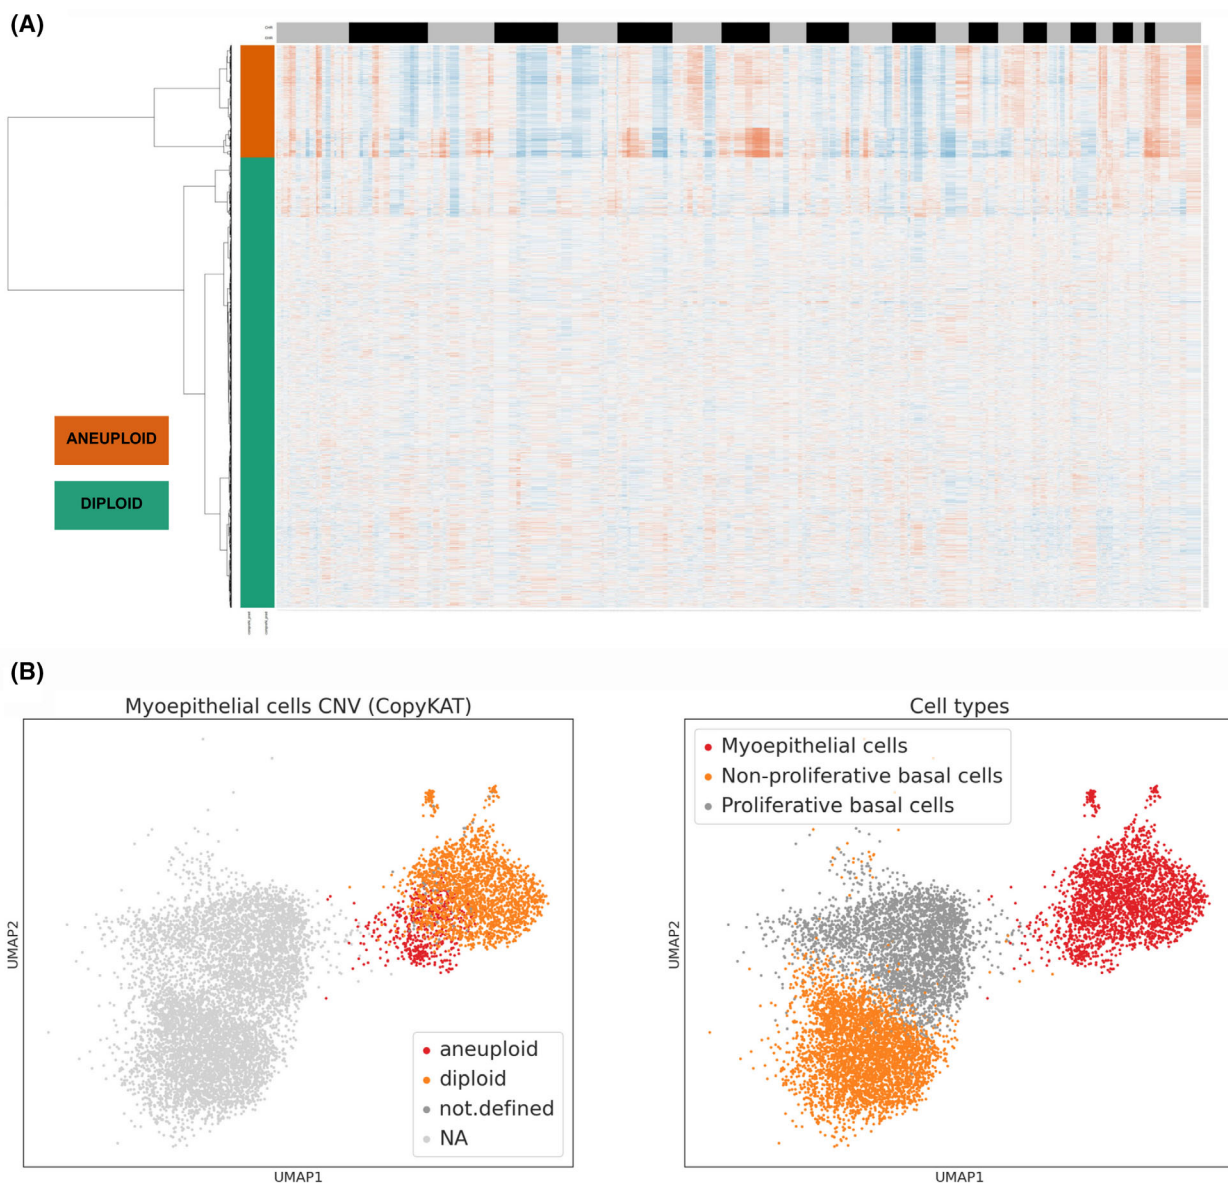 (A)
ANEUPLOID
DIPLOID
(B)
Myoepithelial cells CNV (CopyKAT)
UMAP2
aneuploid
diploid
not.defined
NA
UMAP1
Cell types
Myoepithelial cells
Non-proliferative basal cells
Proliferative basal cells
UMAP2
UMAP1